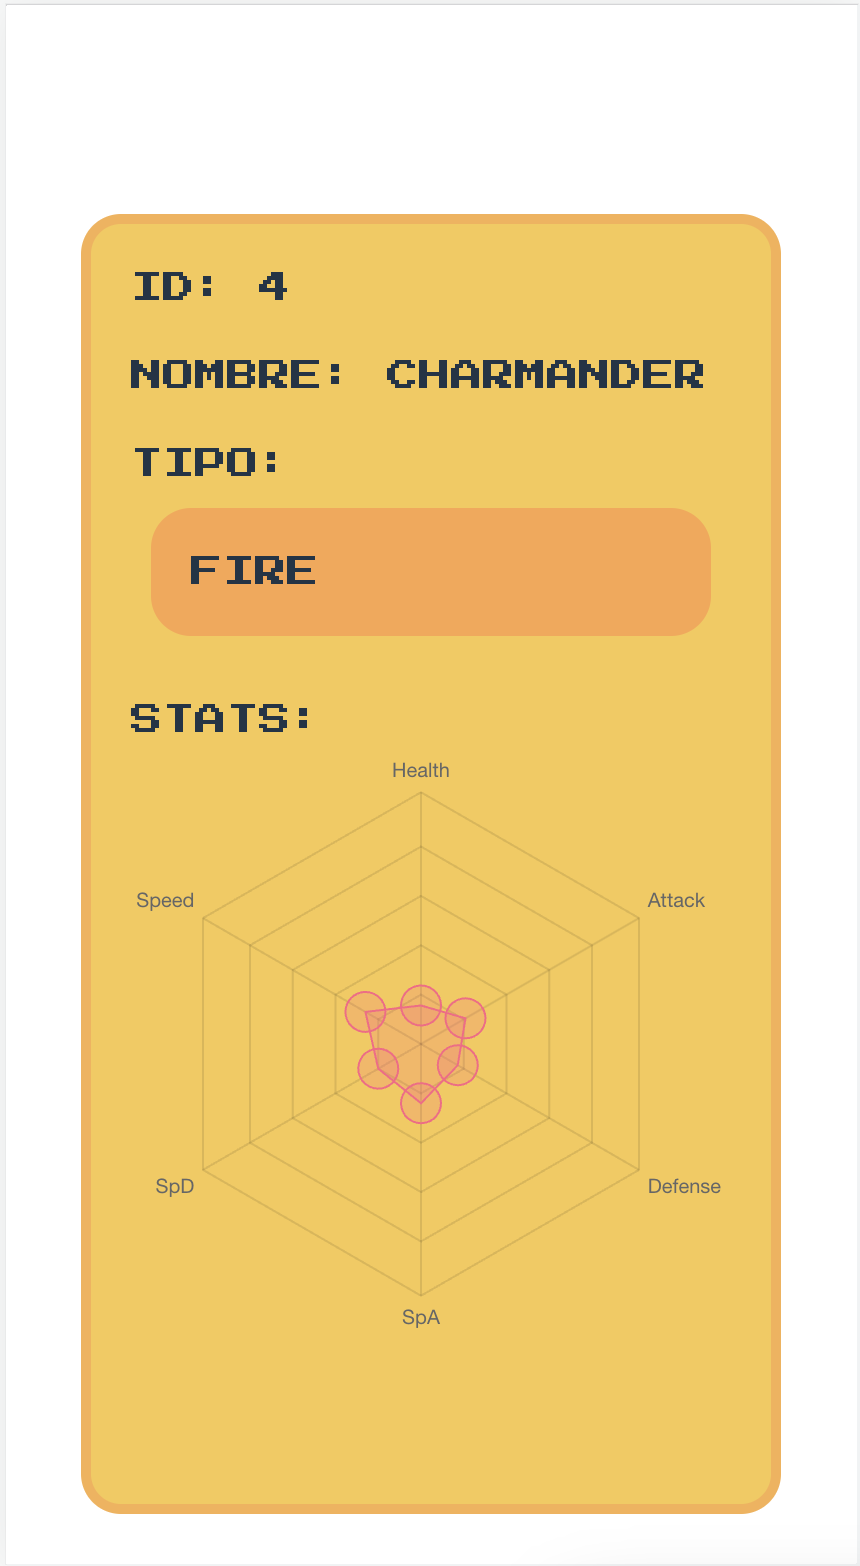 ID: 4
NOMBRE: CHARMANDER
TIPO:
FIRE
STATS:
Health
Speed
Attack
SpD
Defense
SpA